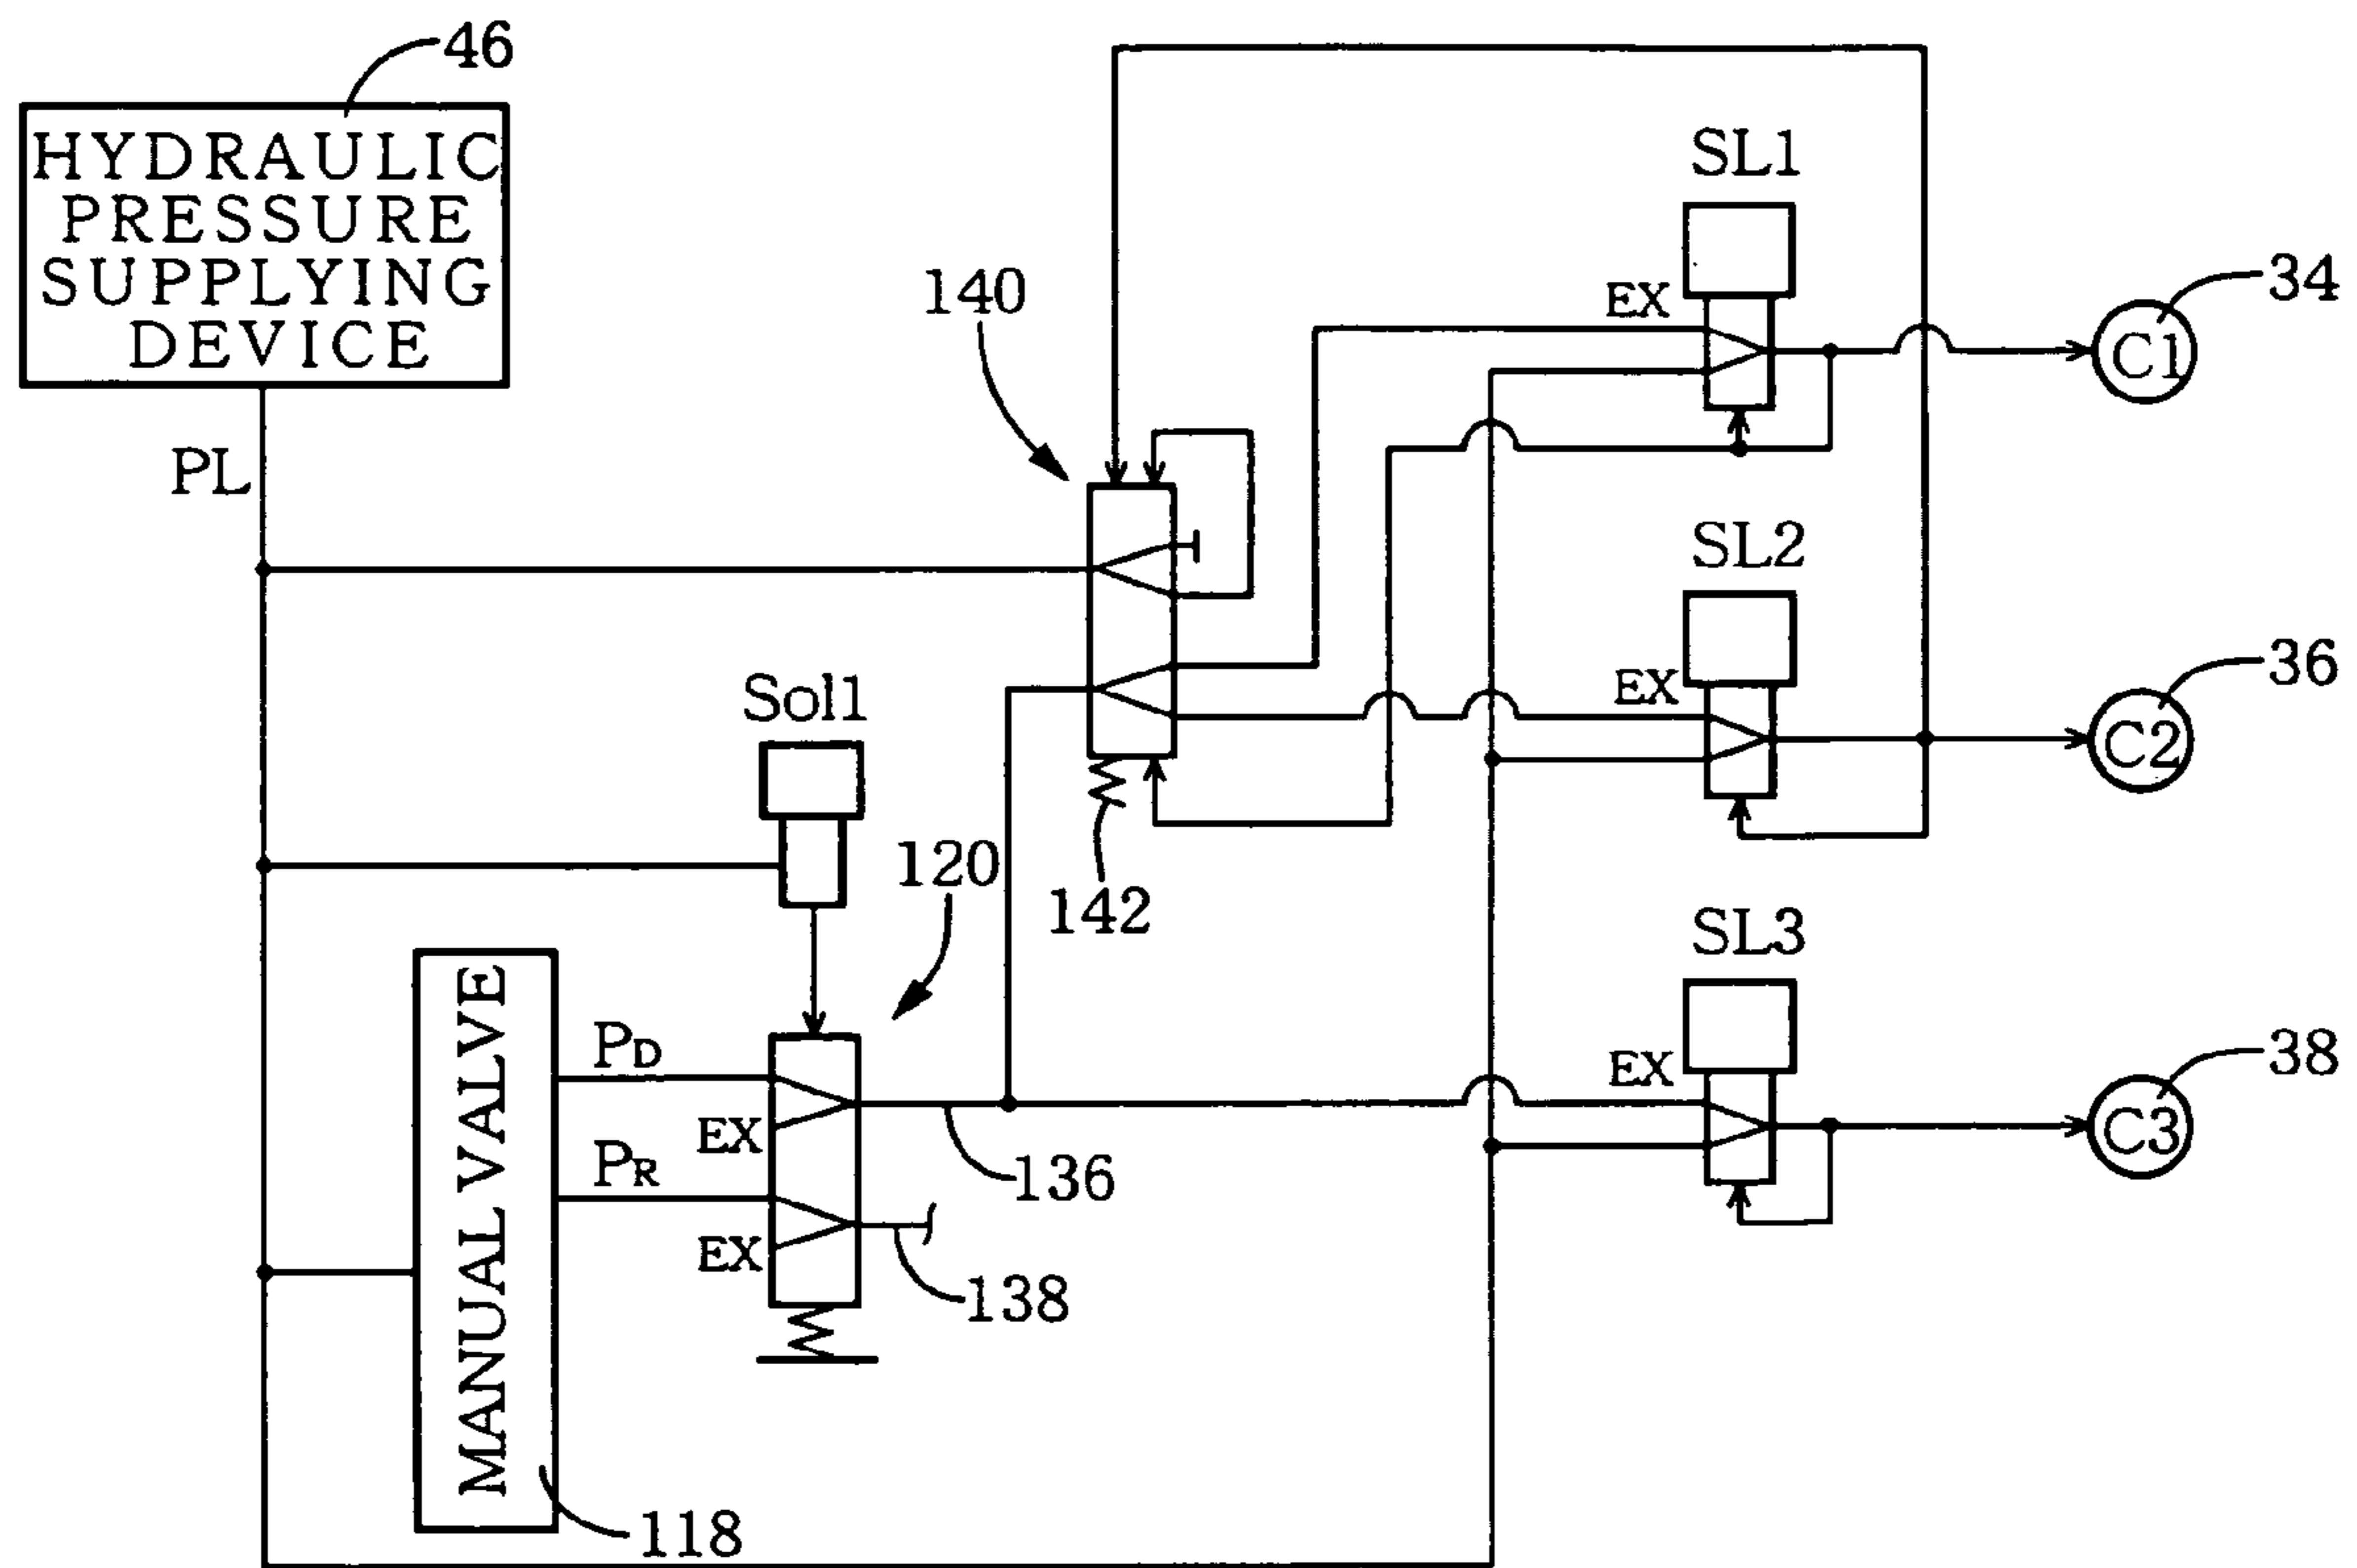 46
HYDRAULIC
PRESSURE
SUPPLYING
DEVICE
PL
SL1
EX
34
C1
140
SL2
EX
36
C2
Sol1
120
142
SL3
EX
38
C3
PD
EX
136
PR
EX
138
MANUAL VALVE
118